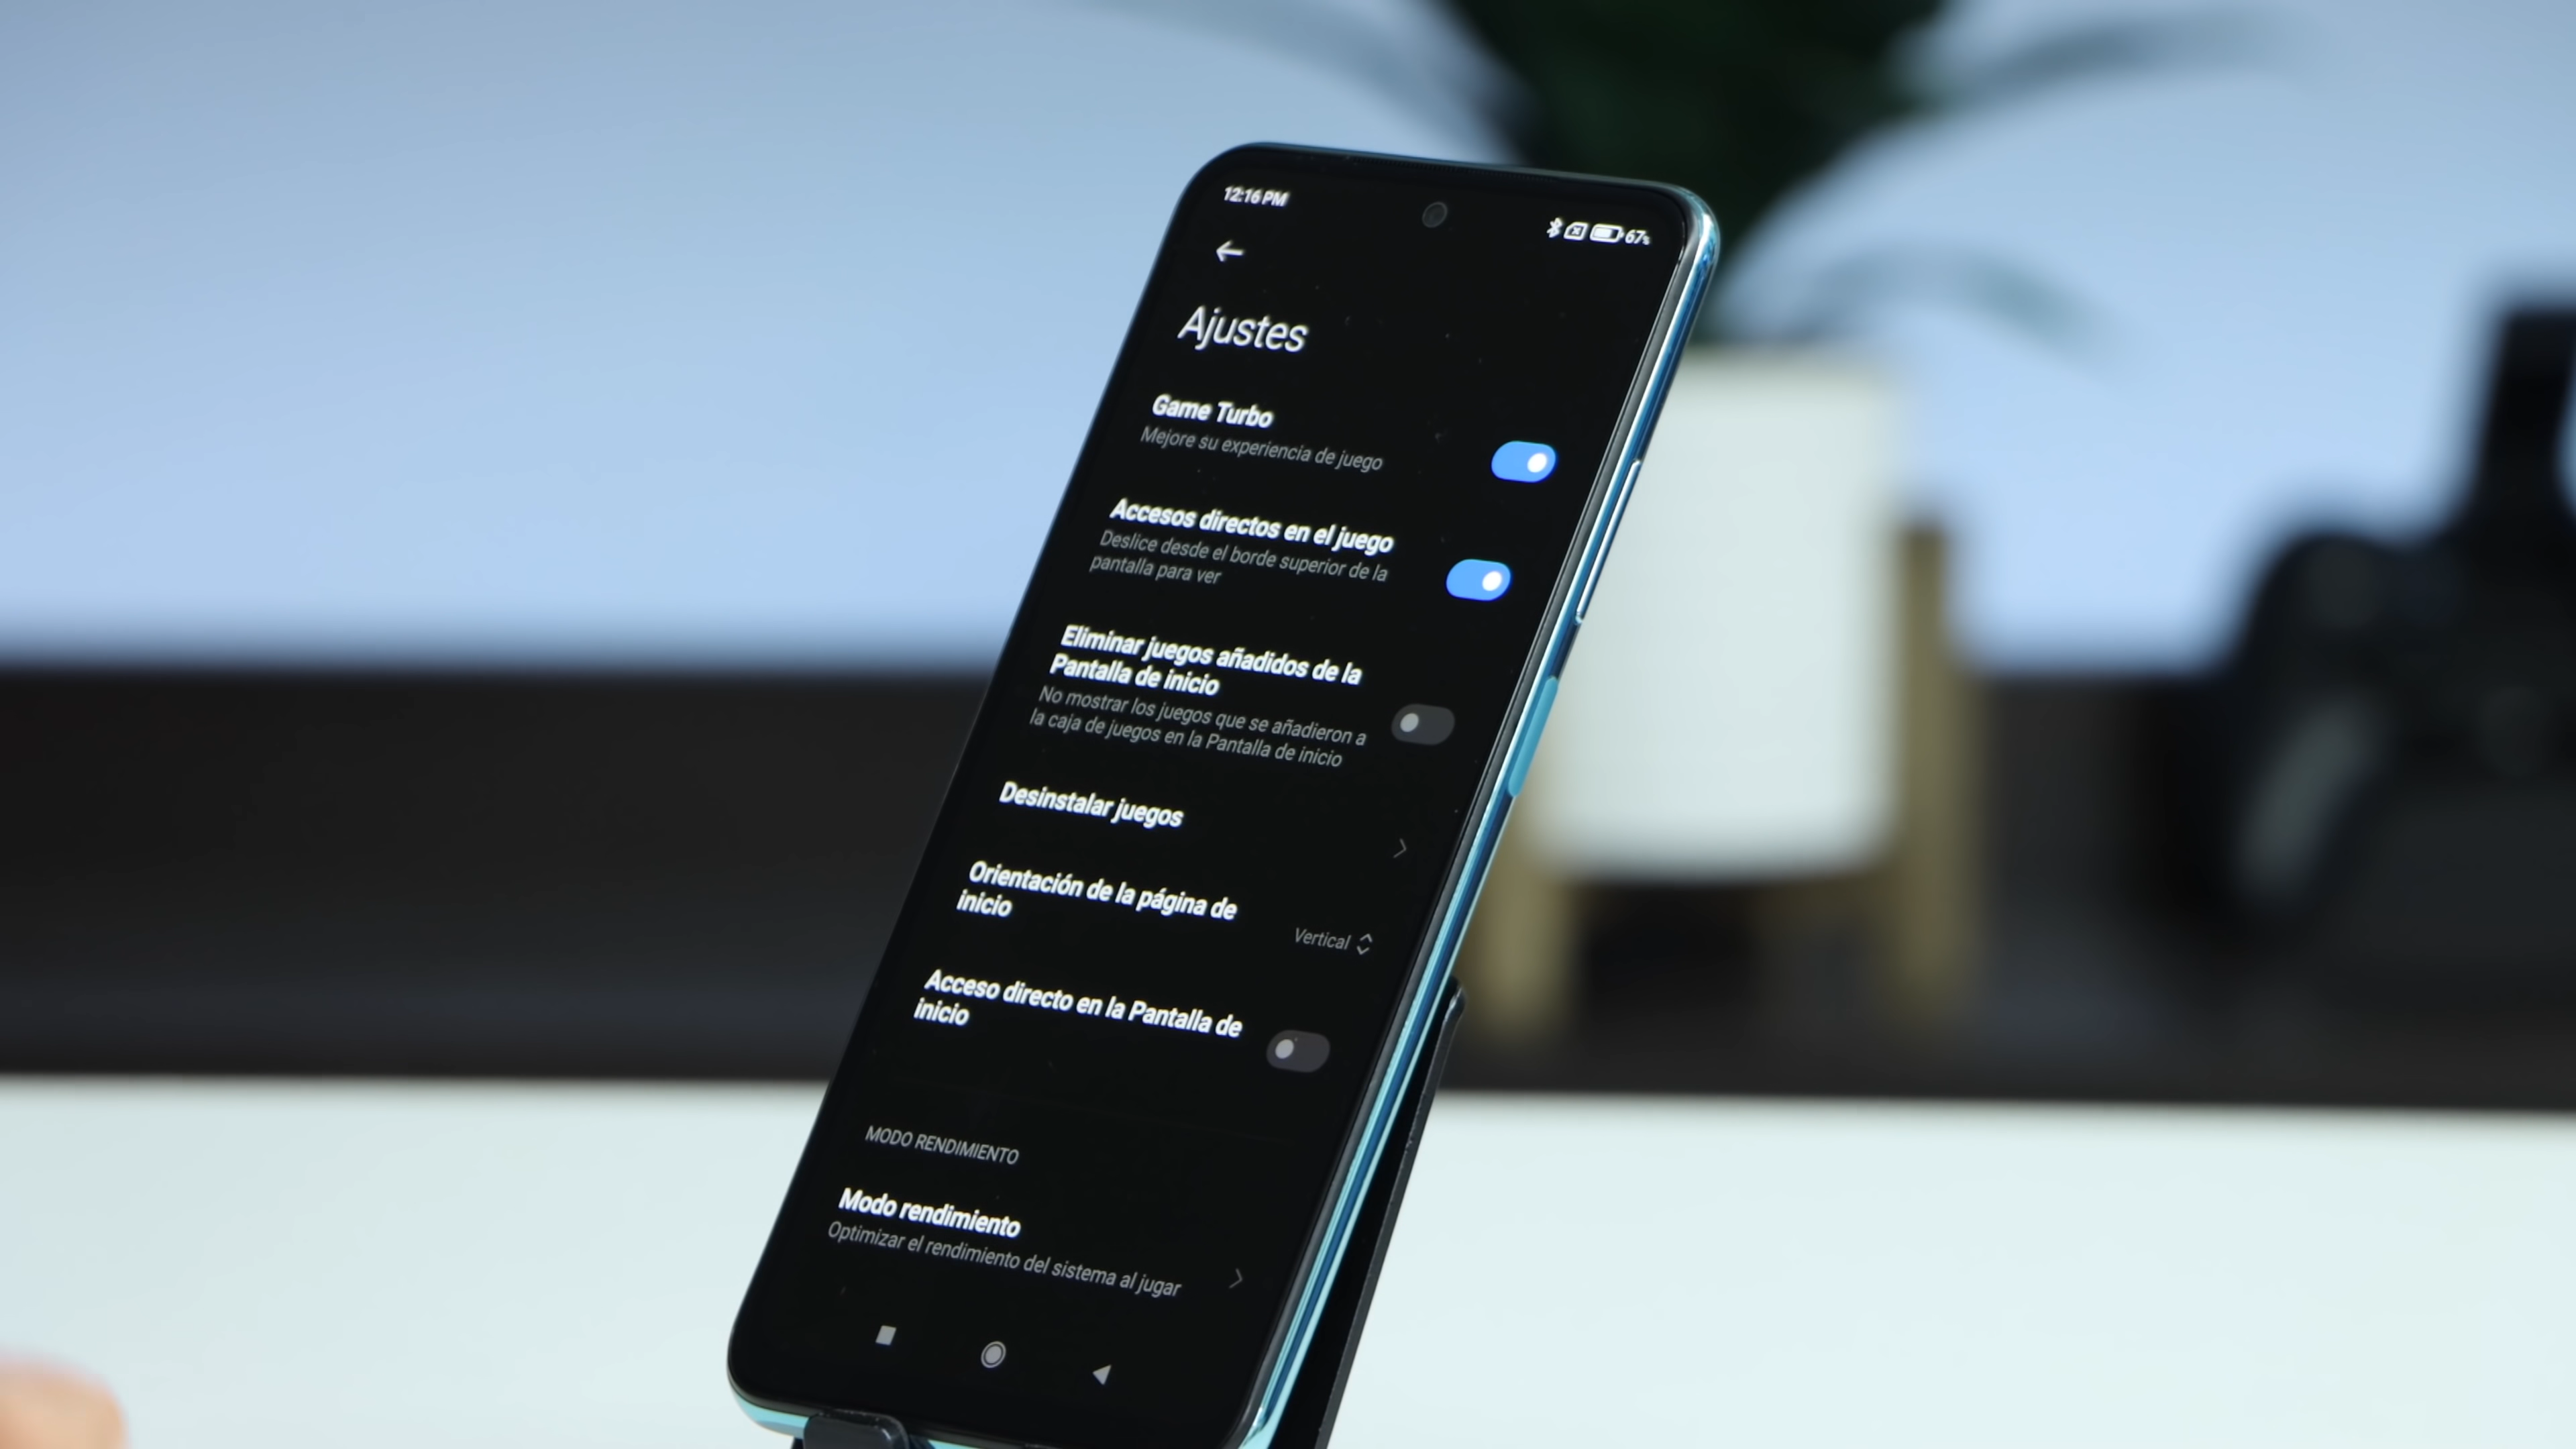 12:16 PM
67%
Ajustes
Game Turbo
Mejore su experiencia de juego
Accesos directos en el juego
Deslice desde el borde superior de la
pantalla para ver
Eliminar juegos añadidos de la
Pantalla de inicio
No mostrar los juegos que se añadieron a
la caja de juegos en la Pantalla de inicio
Desinstalar juegos
Orientación de la página de
inicio
Vertical
Acceso directo en la Pantalla de
inicio
MODO RENDIMIENTO
Modo rendimiento
Optimizar el rendimiento del sistema al jugar